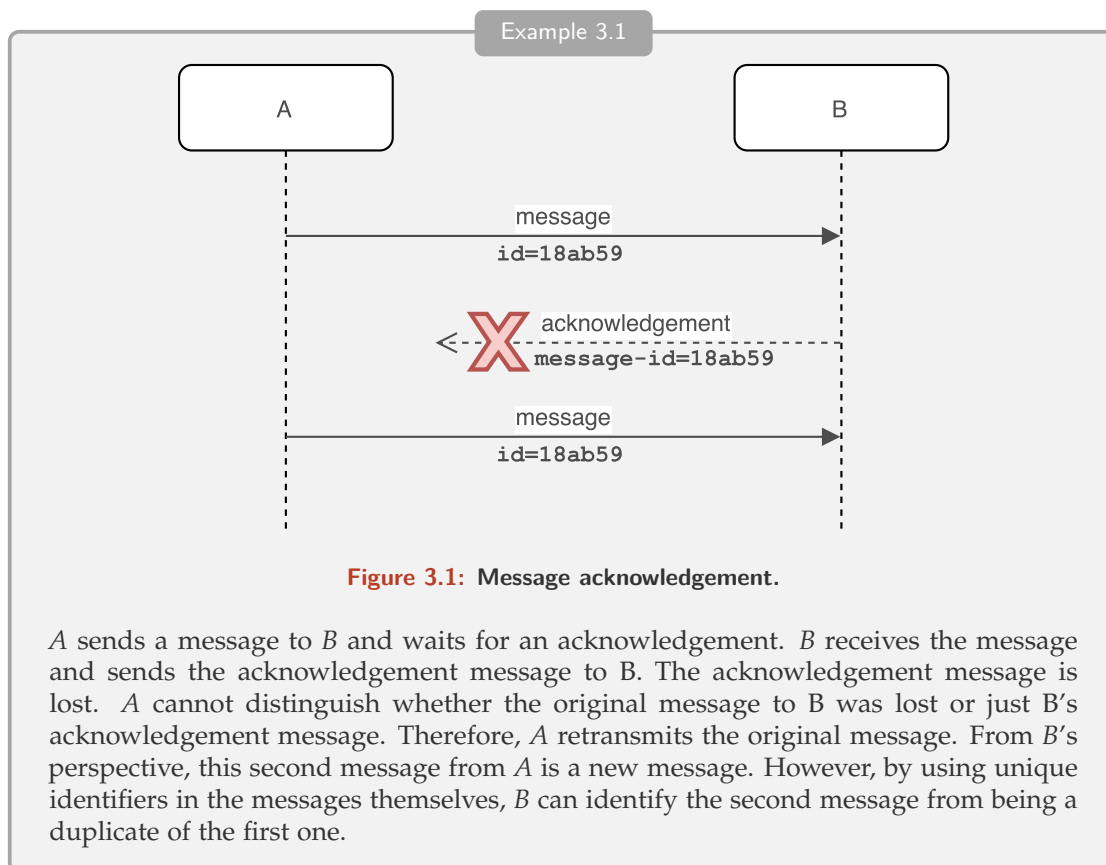 Example 3.1
A
B
message
id=18ab59
acknowledgement
message-id=18ab59
message
id=18ab59
Figure 3.1: Message acknowledgement.
A sends a message to B and waits for an acknowledgement. B receives the message
and sends the acknowledgement message to B. The acknowledgement message is
lost. A cannot distinguish whether the original message to B was lost or just B's
acknowledgement message. Therefore, A retransmits the original message. From B's
perspective, this second message from A is a new message. However, by using unique
identifiers in the messages themselves, B can identify the second message from being a
duplicate of the first one.